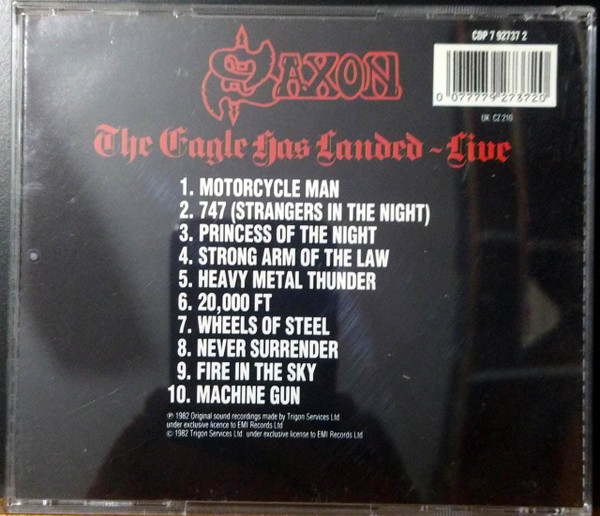 CDP 7 92737 2
SAXON
0 077779 273720
UK: CZ 210
The Eagle Has Landed ~ Live
1. MOTORCYCLE MAN
2. 747 (STRANGERS IN THE NIGHT)
3. PRINCESS OF THE NIGHT
4. STRONG ARM OF THE LAW
5. HEAVY METAL THUNDER
6. 20,000 FT
7. WHEELS OF STEEL
8. NEVER SURRENDER
9. FIRE IN THE SKY
10. MACHINE GUN
℗ 1982 Original sound recordings made by Trigon Services Ltd
under exclusive licence to EMI Records Ltd
© 1982 Trigon Services Ltd. under exclusive license to EMI Records Ltd